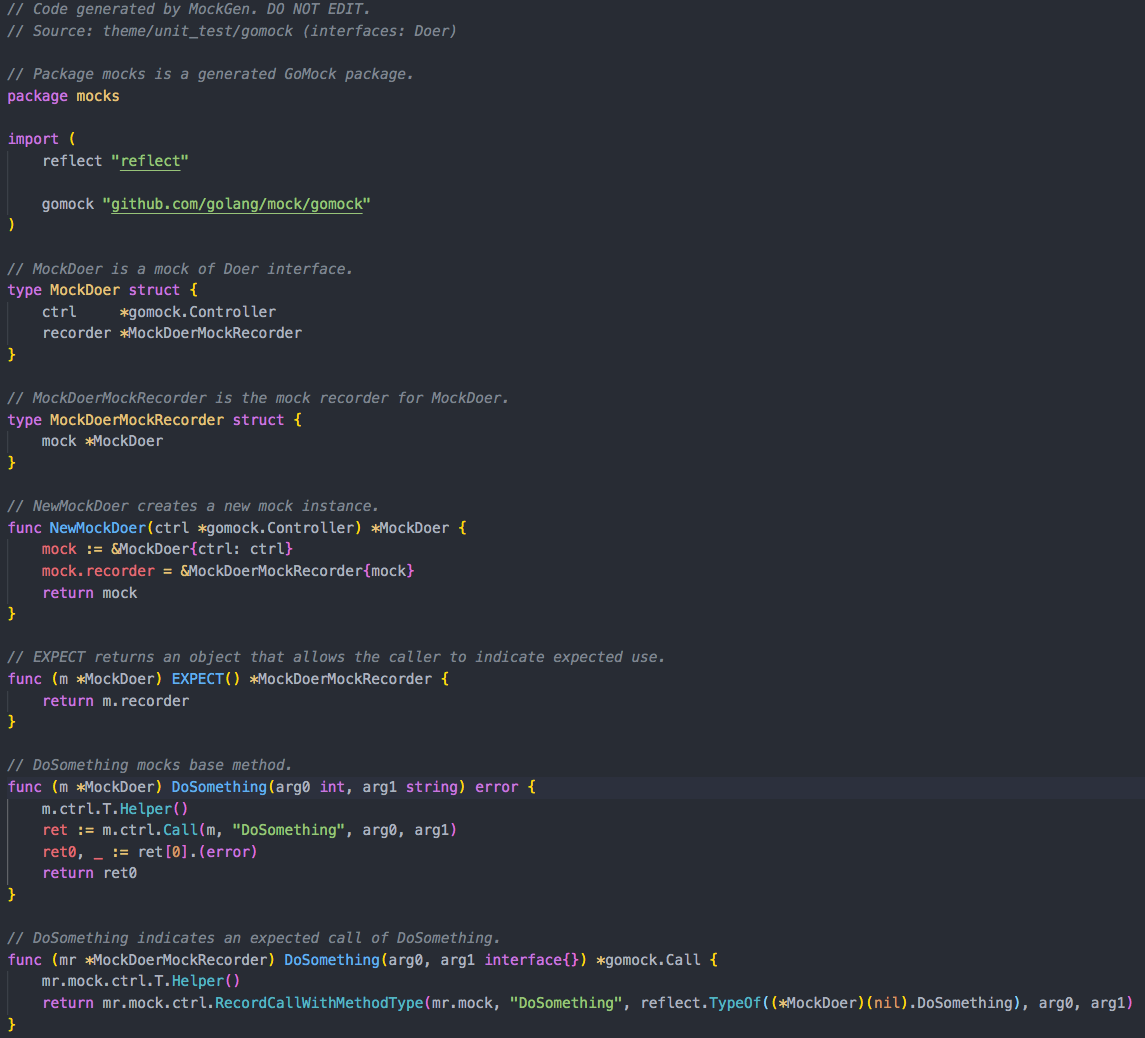 // Code generated by MockGen. DO NOT EDIT.
// Source: theme/unit_test/gomock (interfaces: Doer)

// Package mocks is a generated GoMock package.
package mocks

import (
    reflect "reflect"

    gomock "github.com/golang/mock/gomock"
)

// MockDoer is a mock of Doer interface.
type MockDoer struct {
    ctrl     *gomock.Controller
    recorder *MockDoerMockRecorder
}

// MockDoerMockRecorder is the mock recorder for MockDoer.
type MockDoerMockRecorder struct {
    mock *MockDoer
}

// NewMockDoer creates a new mock instance.
func NewMockDoer(ctrl *gomock.Controller) *MockDoer {
    mock := &MockDoer{ctrl: ctrl}
    mock.recorder = &MockDoerMockRecorder{mock}
    return mock
}

// EXPECT returns an object that allows the caller to indicate expected use.
func (m *MockDoer) EXPECT() *MockDoerMockRecorder {
    return m.recorder
}

// DoSomething mocks base method.
func (m *MockDoer) DoSomething(arg0 int, arg1 string) error {
    m.ctrl.T.Helper()
    ret := m.ctrl.Call(m, "DoSomething", arg0, arg1)
    ret0, _ := ret[0].(error)
    return ret0
}

// DoSomething indicates an expected call of DoSomething.
func (mr *MockDoerMockRecorder) DoSomething(arg0, arg1 interface{}) *gomock.Call {
    mr.mock.ctrl.T.Helper()
    return mr.mock.ctrl.RecordCallWithMethodType(mr.mock, "DoSomething", reflect.TypeOf((*MockDoer)(nil).DoSomething), arg0, arg1)
}